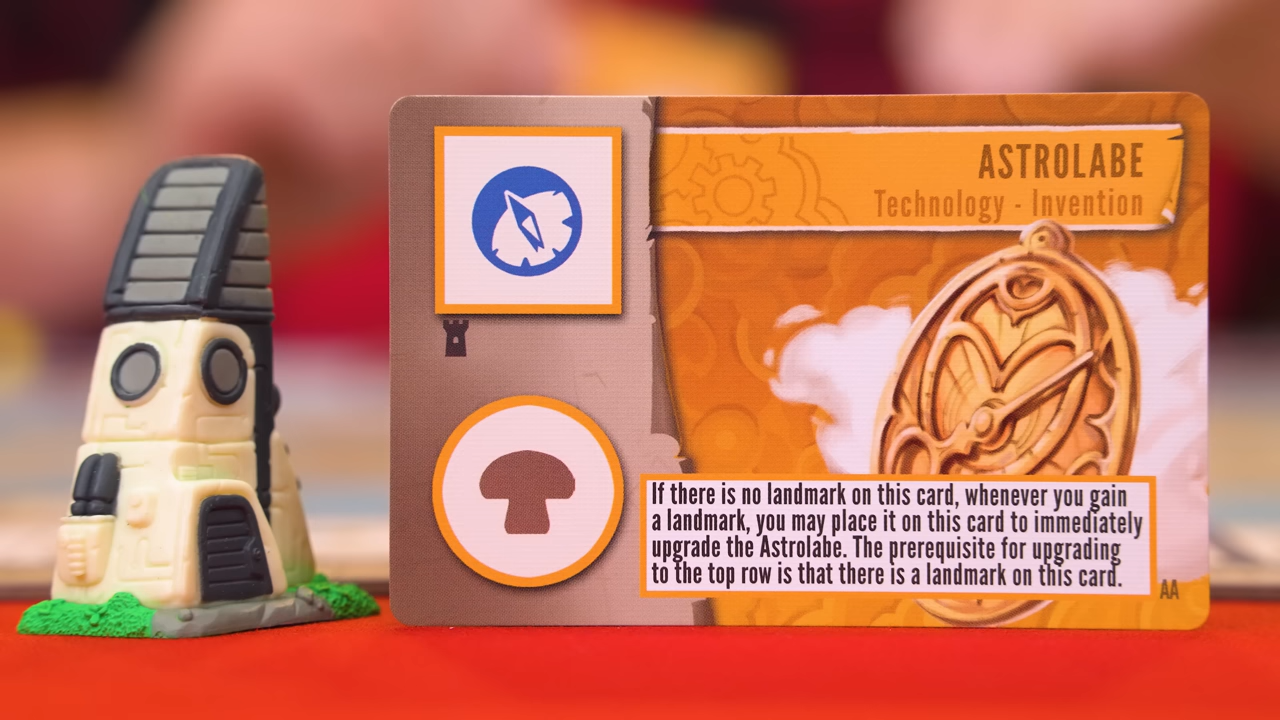 ASTROLABE
Technology - Invention
If there is no landmark on this card, whenever you gain
a landmark, you may place it on this card to immediately
upgrade the Astrolabe. The prerequisite for upgrading
to the top row is that there is a landmark on this card.
AA